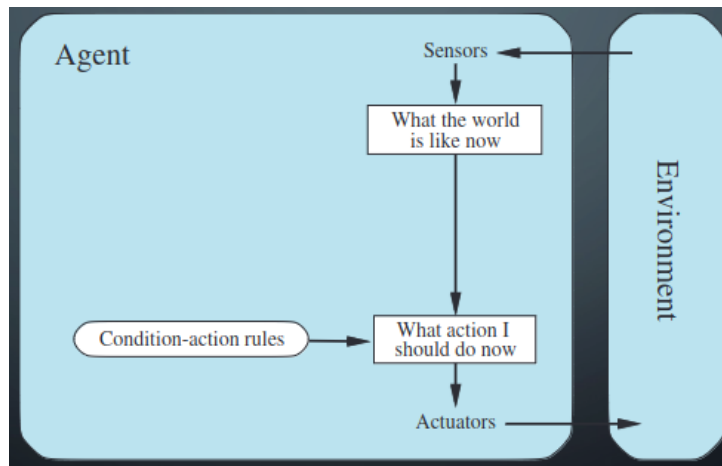 Agent
Sensors
What the world
is like now
Environment
Condition-action rules
What action I
should do now
Actuators